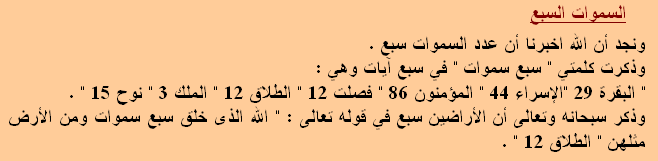 السموات السبع
ونجد أن الله اخبرنا أن عدد السموات سبع .
وذكرت كلمتي " سبع سموات " في سبع آيات وهي :
" البقرة 29 "الإسراء 44 " المؤمنون 86 " فصلت 12 " الطلاق 12 " الملك 3 " نوح 15 " .
وذكر سبحانه وتعالى أن الأراضين سبع في قوله تعالى : " الله الذى خلق سبع سموات ومن الأرض
مثلهن " الطلاق 12 " .